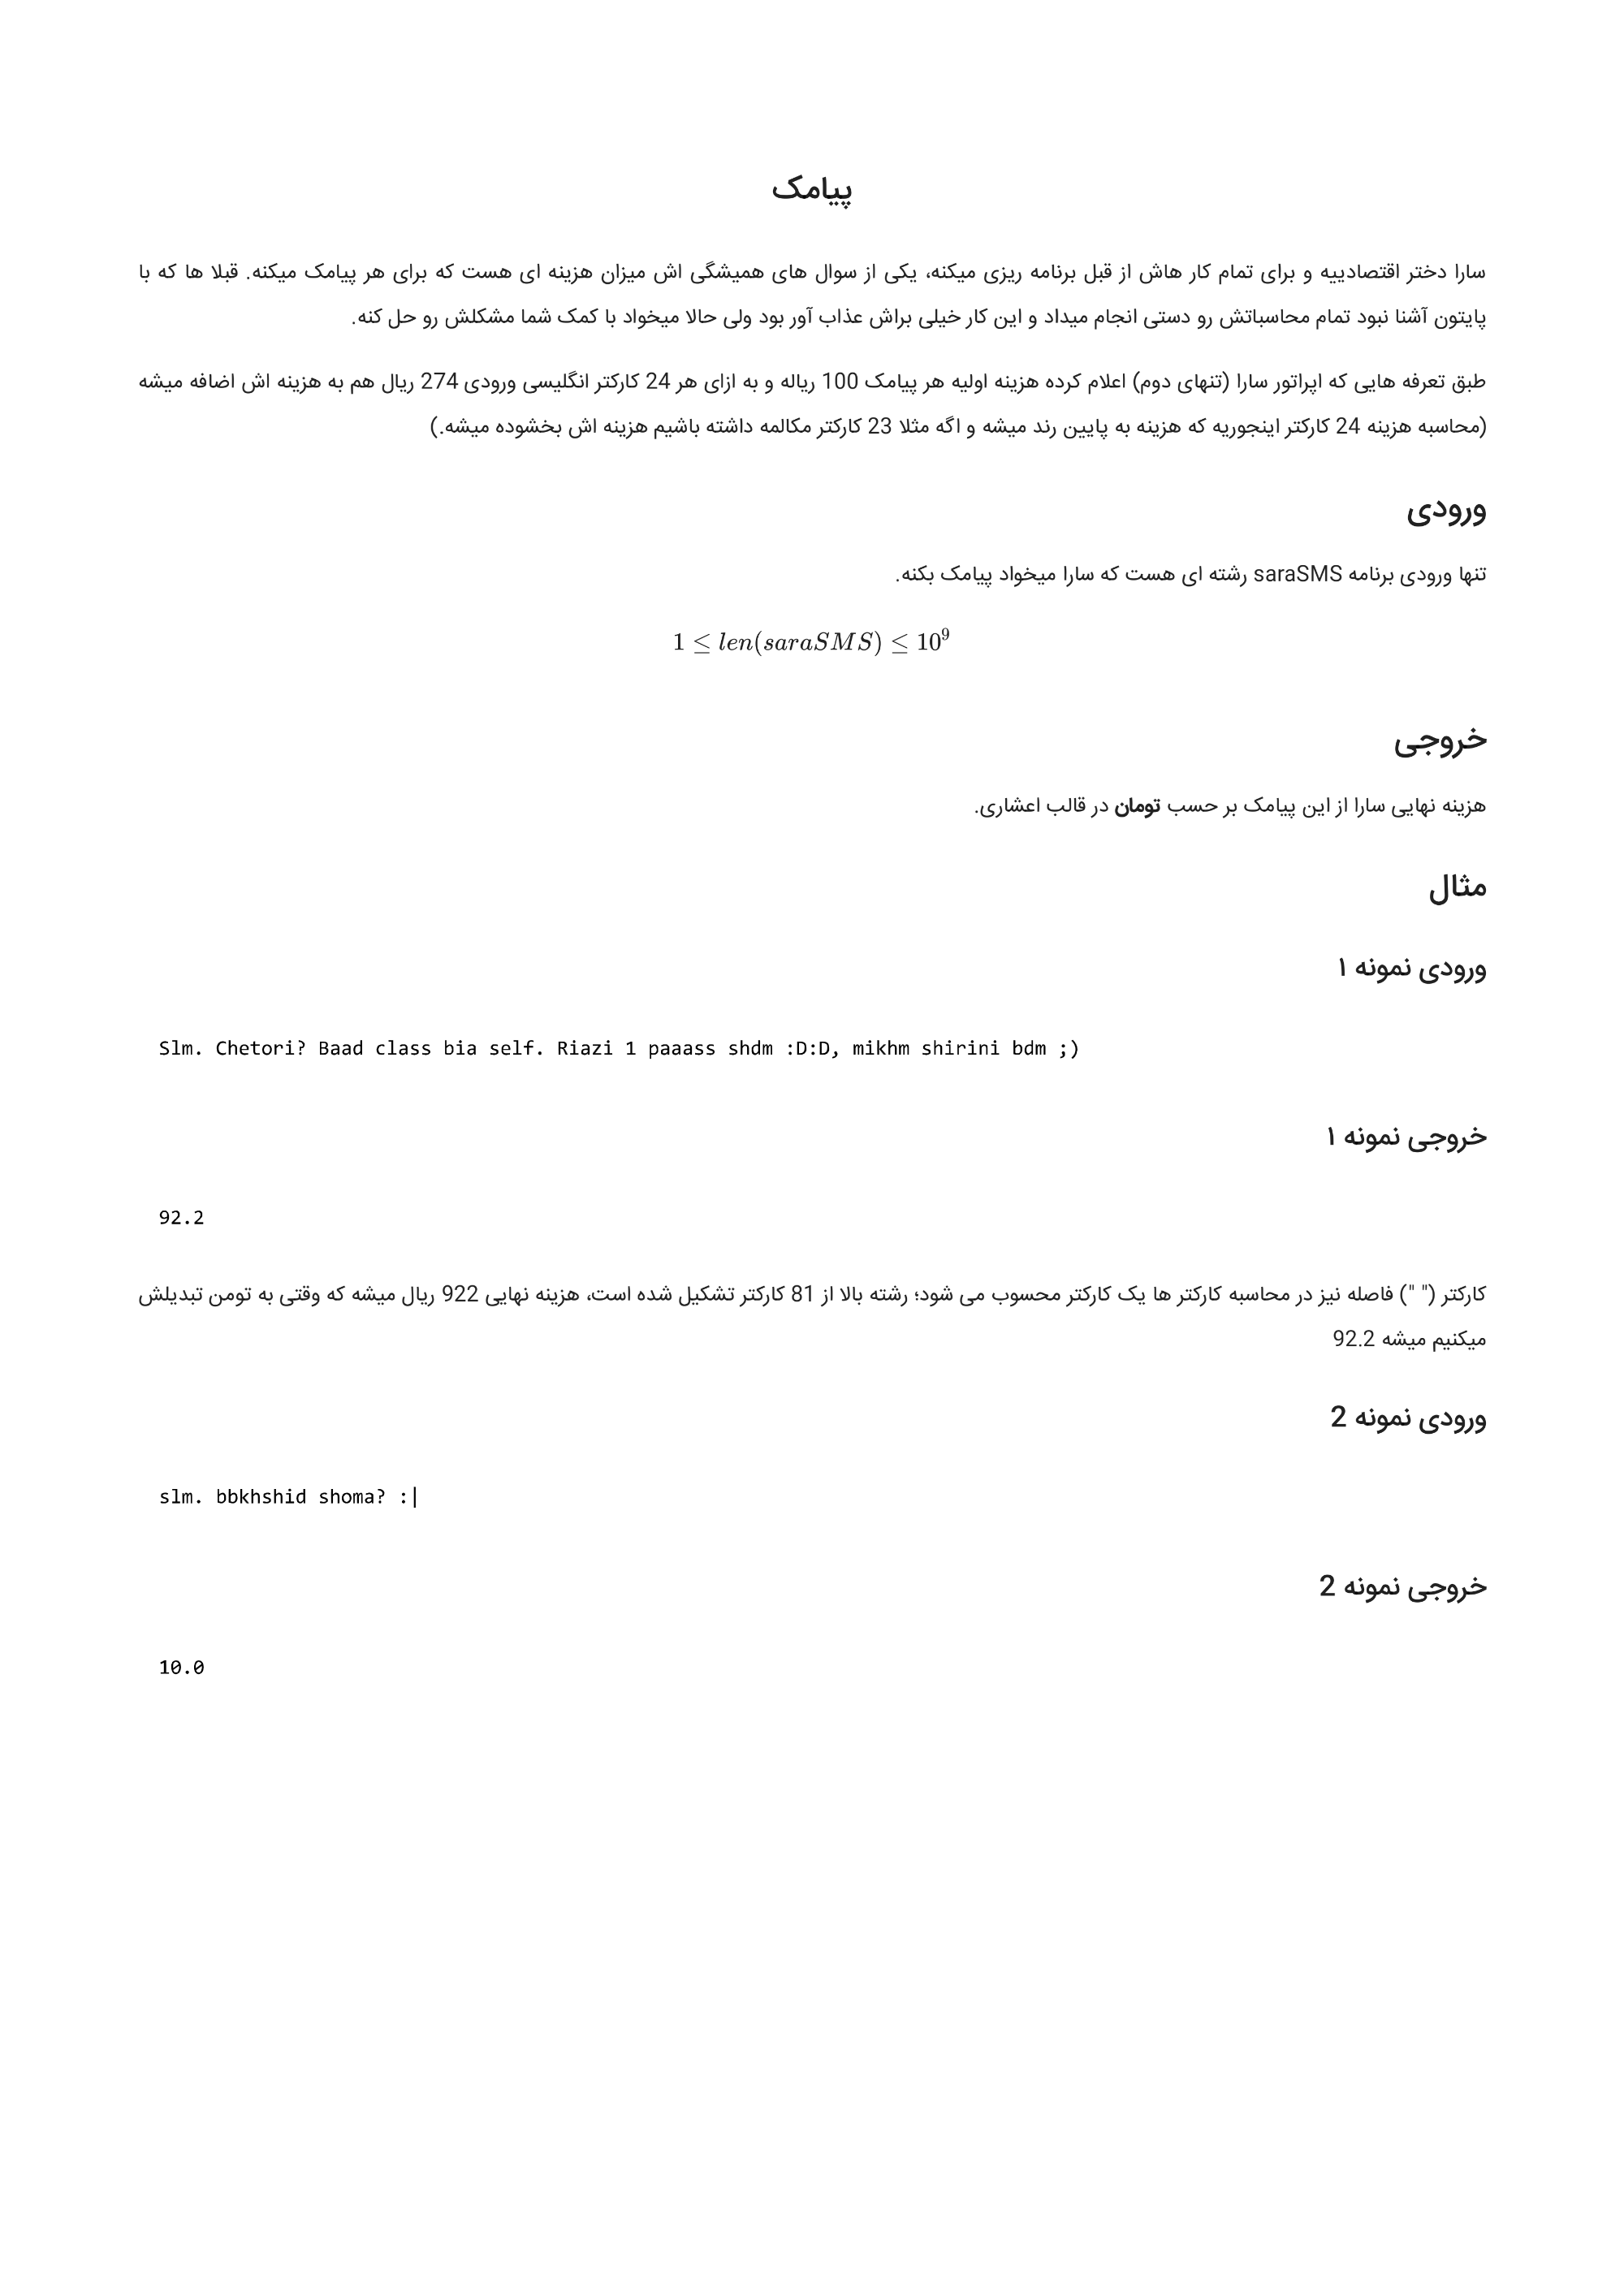 پیامک
سارا دختر اقتصادییه و برای تمام کار هاش از قبل برنامه ریزی میکنه، یکی از سوال های همیشگی اش میزان هزینه ای هست که برای هر پیامک میکنه. قبلا ها که با
پایتون آشنا نبود تمام محاسباتش رو دستی انجام میداد و این کار خیلی براش عذاب آور بود ولی حالا میخواد با کمک شما مشکلش رو حل کنه.
طبق تعرفه هایی که اپراتور سارا (تنهای دوم) اعلام کرده هزینه اولیه هر پیامک 100 ریاله و به ازای هر 24 کارکتر انگلیسی ورودی 274 ریال هم به هزینه اش اضافه میشه
(محاسبه هزینه 24 کارکتر اینجوریه که هزینه به پایین رند میشه و اگه مثلا 23 کارکتر مکالمه داشته باشیم هزینه اش بخشوده میشه.)
ورودی
تنها ورودی برنامه saraSMS رشته ای هست که سارا میخواد پیامک بکنه.
1 ≤ len(saraSMS) ≤ 10⁹
خروجی
هزینه نهایی سارا از این پیامک بر حسب تومان در قالب اعشاری.
مثال
ورودی نمونه ۱
Slm. Chetori? Baad class bia self. Riazi 1 paaass shdm :D:D, mikhm shirini bdm ;)
خروجی نمونه ۱
92.2
کارکتر (" ") فاصله نیز در محاسبه کارکتر ها یک کارکتر محسوب می شود؛ رشته بالا از 81 کارکتر تشکیل شده است، هزینه نهایی 922 ریال میشه که وقتی به تومن تبدیلش
میکنیم میشه 92.2
ورودی نمونه 2
slm. bbkhshid shoma? :|
خروجی نمونه 2
10.0